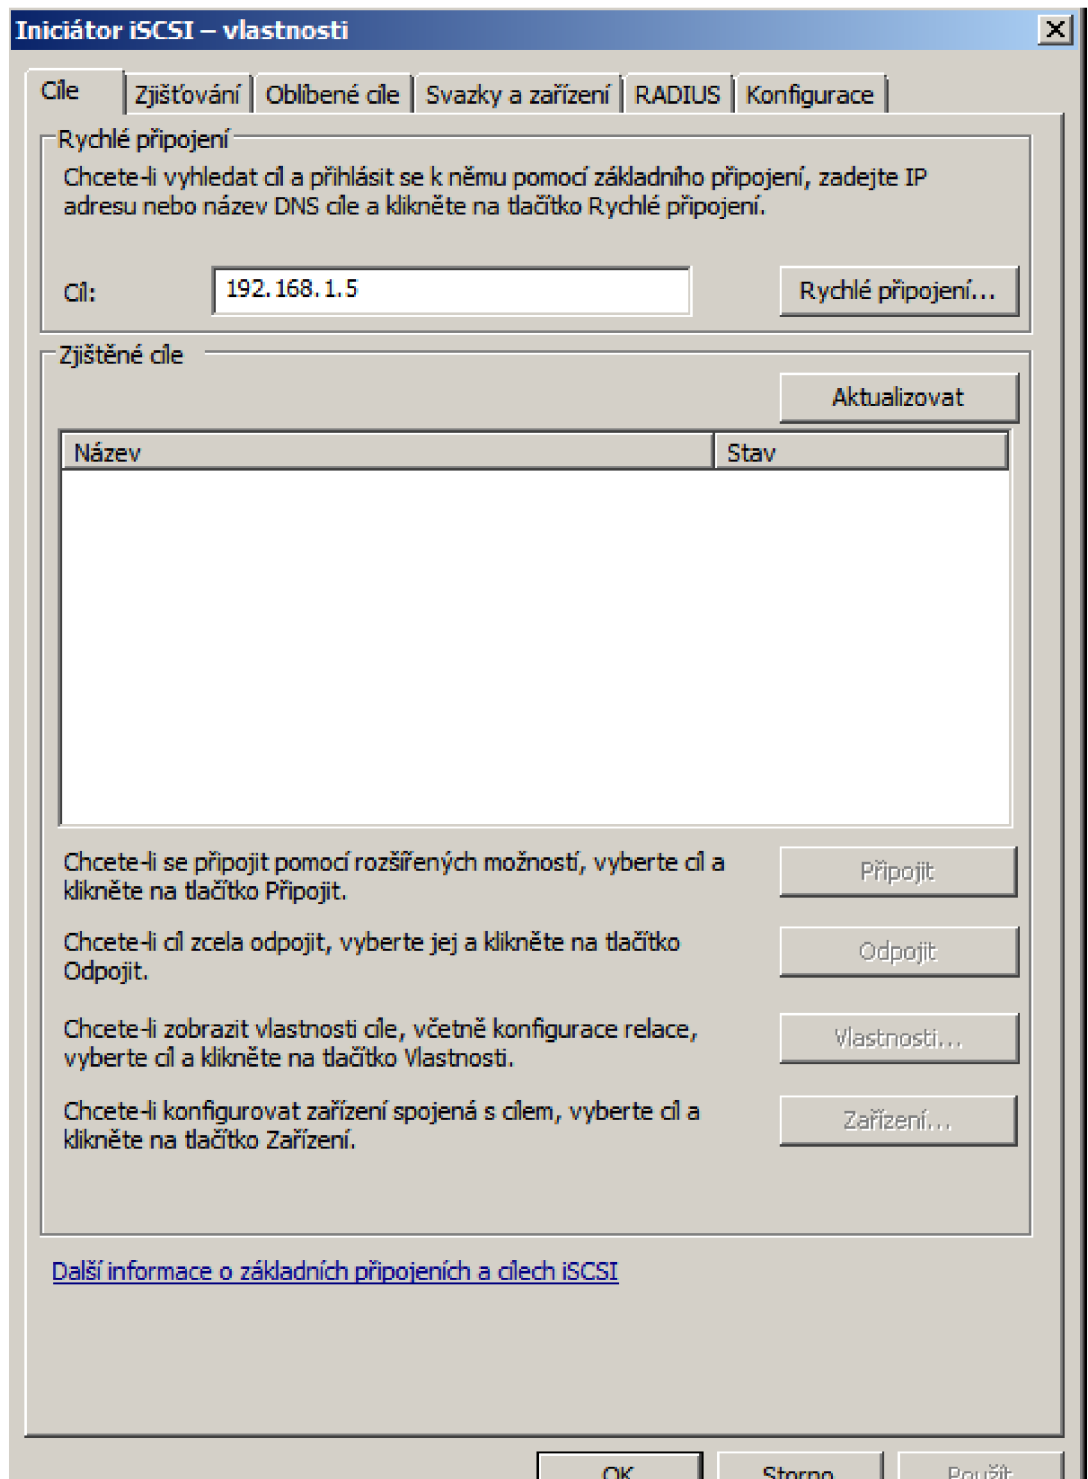 Iniciátor iSCSI – vlastnosti
Cíle
Zjišťování
Oblíbené cíle
Svazky a zařízení
RADIUS
Konfigurace
Rychlé připojení
Chcete-li vyhledat cíl a přihlásit se k němu pomocí základního připojení, zadejte IP
adresu nebo název DNS cíle a klikněte na tlačítko Rychlé připojení.
Cíl:
192.168.1.5
Rychlé připojení...
Zjištěné cíle
Aktualizovat
Název
Stav
Chcete-li se připojit pomocí rozšířených možností, vyberte cíl a
klikněte na tlačítko Připojit.
Připojit
Chcete-li cíl zcela odpojit, vyberte jej a klikněte na tlačítko
Odpojit.
Odpojit
Chcete-li zobrazit vlastnosti cíle, včetně konfigurace relace,
vyberte cíl a klikněte na tlačítko Vlastnosti.
Vlastnosti...
Chcete-li konfigurovat zařízení spojená s cílem, vyberte cíl a
klikněte na tlačítko Zařízení.
Zařízení...
Další informace o základních připojeních a cílech iSCSI
OK
Storno
Použít